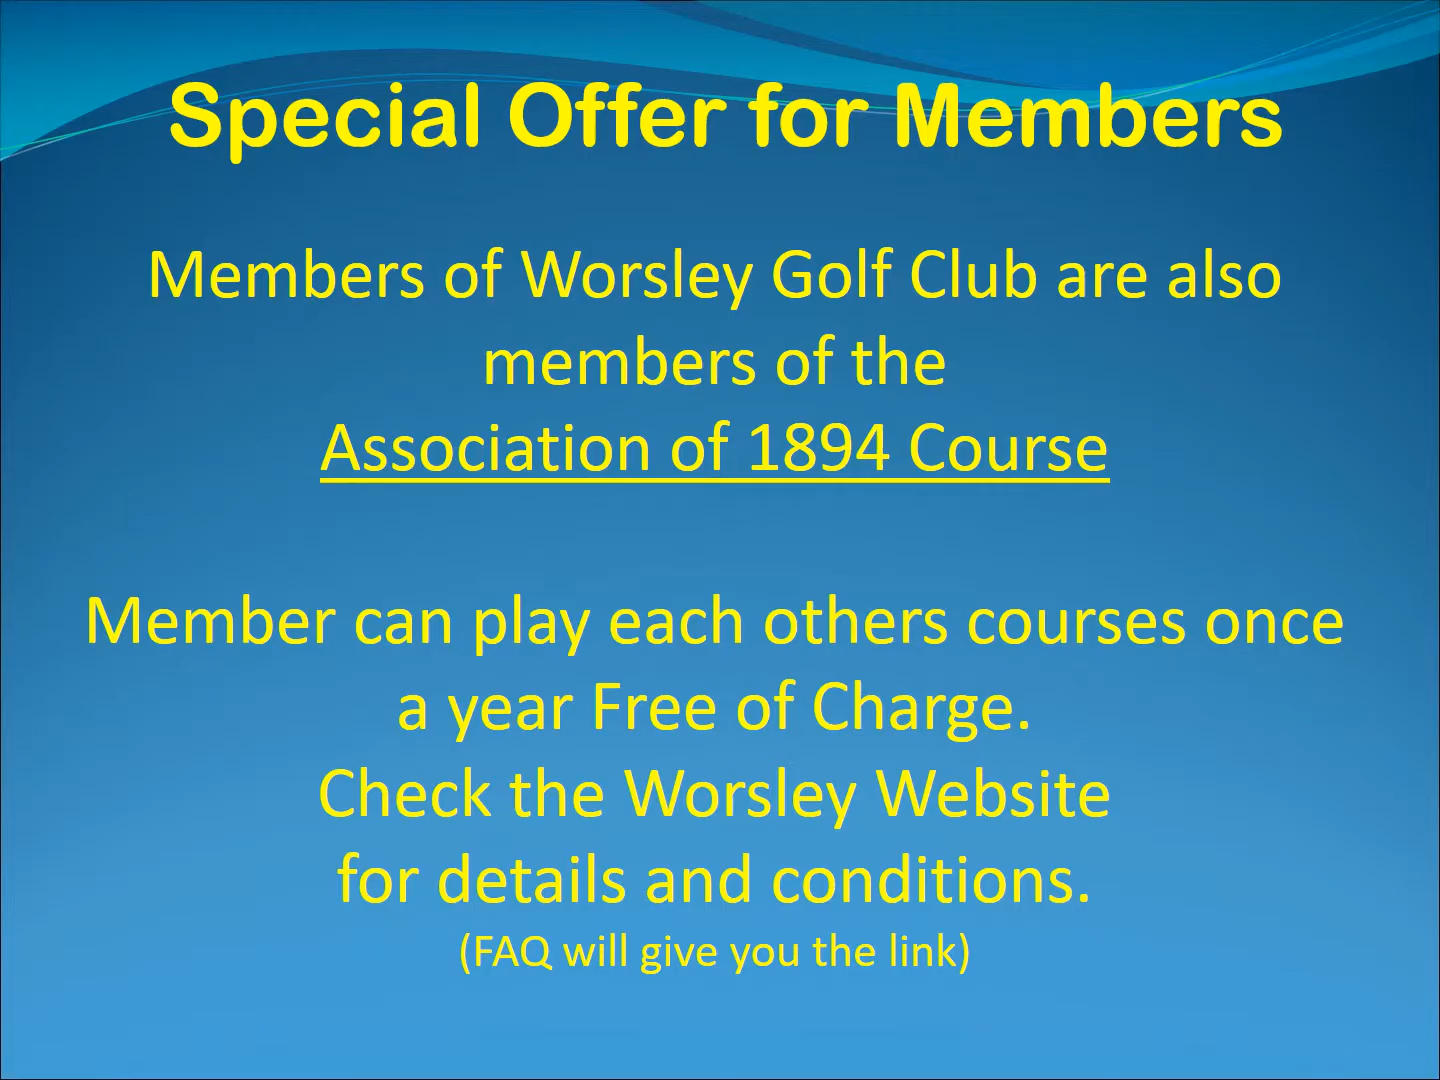 Special Offer for Members
Members of Worsley Golf Club are also
members of the
Association of 1894 Course
Member can play each others courses once
a year Free of Charge.
Check the Worsley Website
for details and conditions.
(FAQ will give you the link)